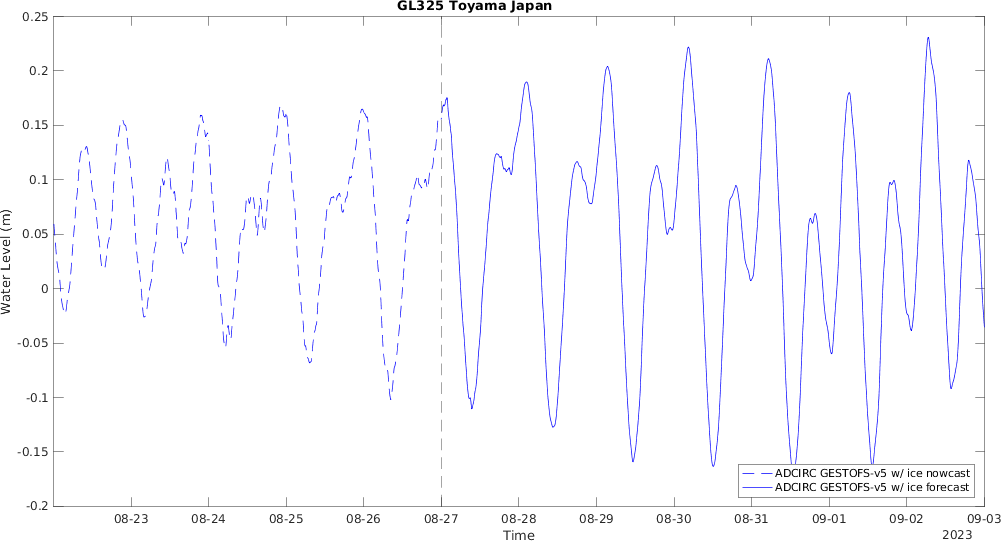 GL325 Toyama Japan
0.25
0.2
0.15
0.1
0.05
0
-0.05
-0.1
-0.15
-0.2
Water Level (m)
ADCIRC GESTOFS-v5 w/ ice nowcast
ADCIRC GESTOFS-v5 w/ ice forecast
08-23 08-24 08-25 08-26 08-27 08-28 08-29 08-30 08-31 09-01 09-02 09-03
Time
2023